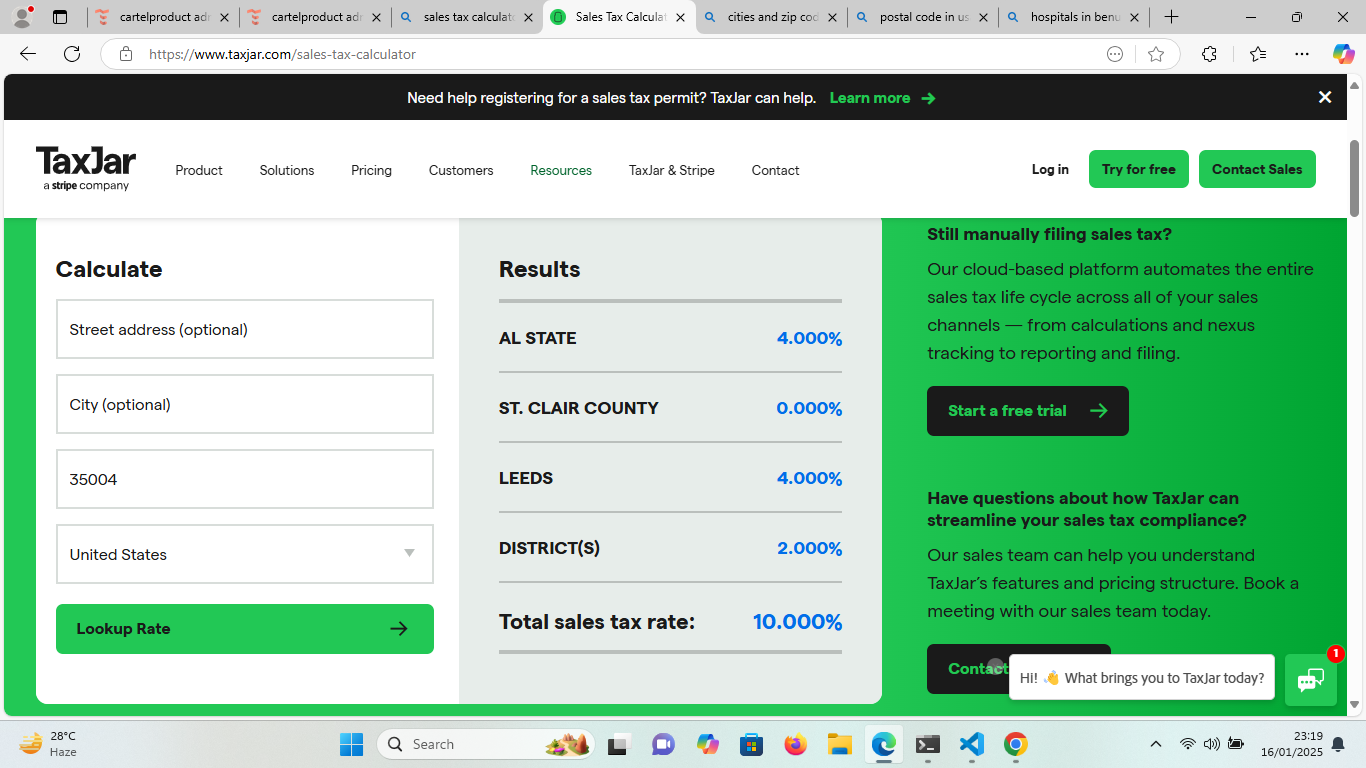 cartelproduct adr
cartelproduct adr
sales tax calculato
Sales Tax Calculat
cities and zip cod
postal code in us
hospitals in benu
https://www.taxjar.com/sales-tax-calculator
Need help registering for a sales tax permit? TaxJar can help. Learn more →
TaxJar
a stripe company
Product
Solutions
Pricing
Customers
Resources
TaxJar & Stripe
Contact
Log in
Try for free
Contact Sales
Calculate
Street address (optional)
City (optional)
35004
United States
Lookup Rate →
Results
AL STATE 4.000%
ST. CLAIR COUNTY 0.000%
LEEDS 4.000%
DISTRICT(S) 2.000%
Total sales tax rate: 10.000%
Still manually filing sales tax?
Our cloud-based platform automates the entire
sales tax life cycle across all of your sales
channels — from calculations and nexus
tracking to reporting and filing.
Start a free trial →
Have questions about how TaxJar can
streamline your sales tax compliance?
Our sales team can help you understand
TaxJar's features and pricing structure. Book a
meeting with our sales team today.
Contact
Hi! 👋 What brings you to TaxJar today?
1
28°C
Haze
Search
23:19
16/01/2025